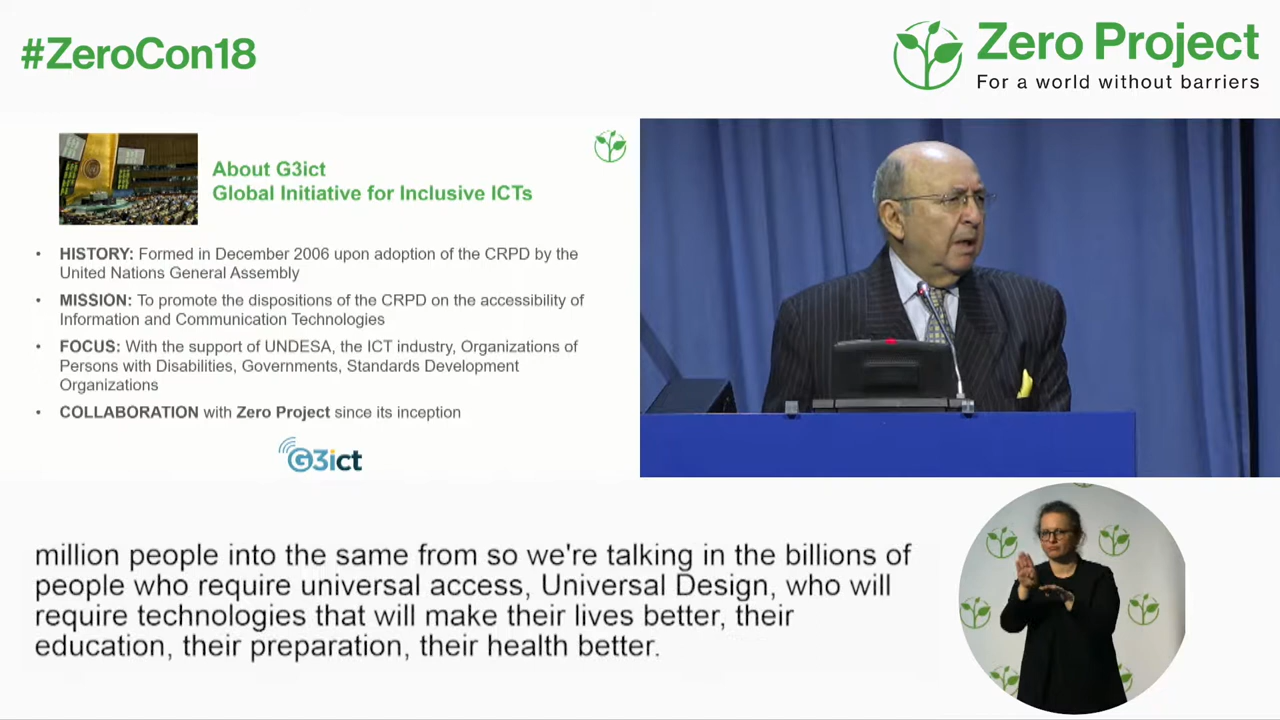 #ZeroCon18
Zero Project
For a world without barriers
About G3ict
Global Initiative for Inclusive ICTs
• HISTORY: Formed in December 2006 upon adoption of the CRPD by the
United Nations General Assembly
• MISSION: To promote the dispositions of the CRPD on the accessibility of
Information and Communication Technologies
• FOCUS: With the support of UNDESA, the ICT industry, Organizations of
Persons with Disabilities, Governments, Standards Development
Organizations
• COLLABORATION with Zero Project since its inception
G3ict
million people into the same from so we're talking in the billions of
people who require universal access, Universal Design, who will
require technologies that will make their lives better, their
education, their preparation, their health better.